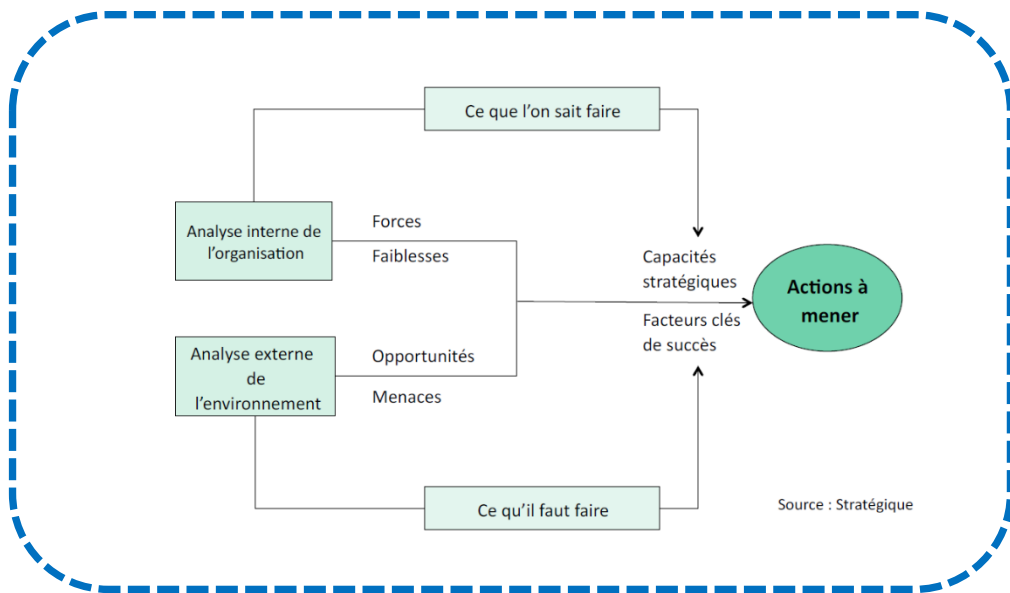 Ce que l’on sait faire
Analyse interne de
l’organisation
Forces
Faiblesses
Capacités
stratégiques
Actions à
mener
Facteurs clés
de succès
Analyse externe
de
l’environnement
Opportunités
Menaces
Ce qu’il faut faire
Source : Stratégique